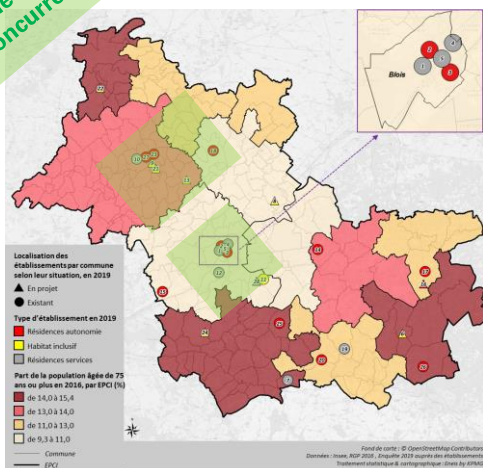 oncurre
Blois
Localisation des
établissements par commune
selon leur situation, en 2019
En projet
Existant
Type d'établissement en 2019
Résidences autonomie
Habitat inclusif
Résidences services
Part de la population âgée de 75
ans ou plus en 2016, par EPCI (%)
de 14,0 à 15,4
de 13,0 à 14,0
de 11,0 à 13,0
de 9,3 à 11,0
Commune
EPCI
Fond de carte : © OpenStreetMap Contributors
Données : Insee, RGP 2016 , Enquête 2019 auprès des établissements
Traitement statistique & cartographique : Eneis by KPMG